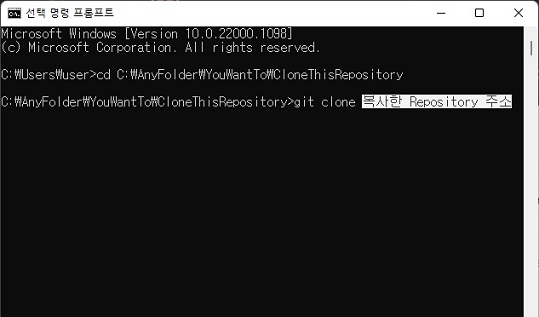 선택 명령 프롬프트
Microsoft Windows [Version 10.0.22000.1098]
(c) Microsoft Corporation. All rights reserved.
C:₩Users₩user>cd C:₩AnyFolder₩YouWantTo₩CloneThisRepository
C:₩AnyFolder₩YouWantTo₩CloneThisRepository>git clone 복사한 Repository 주소